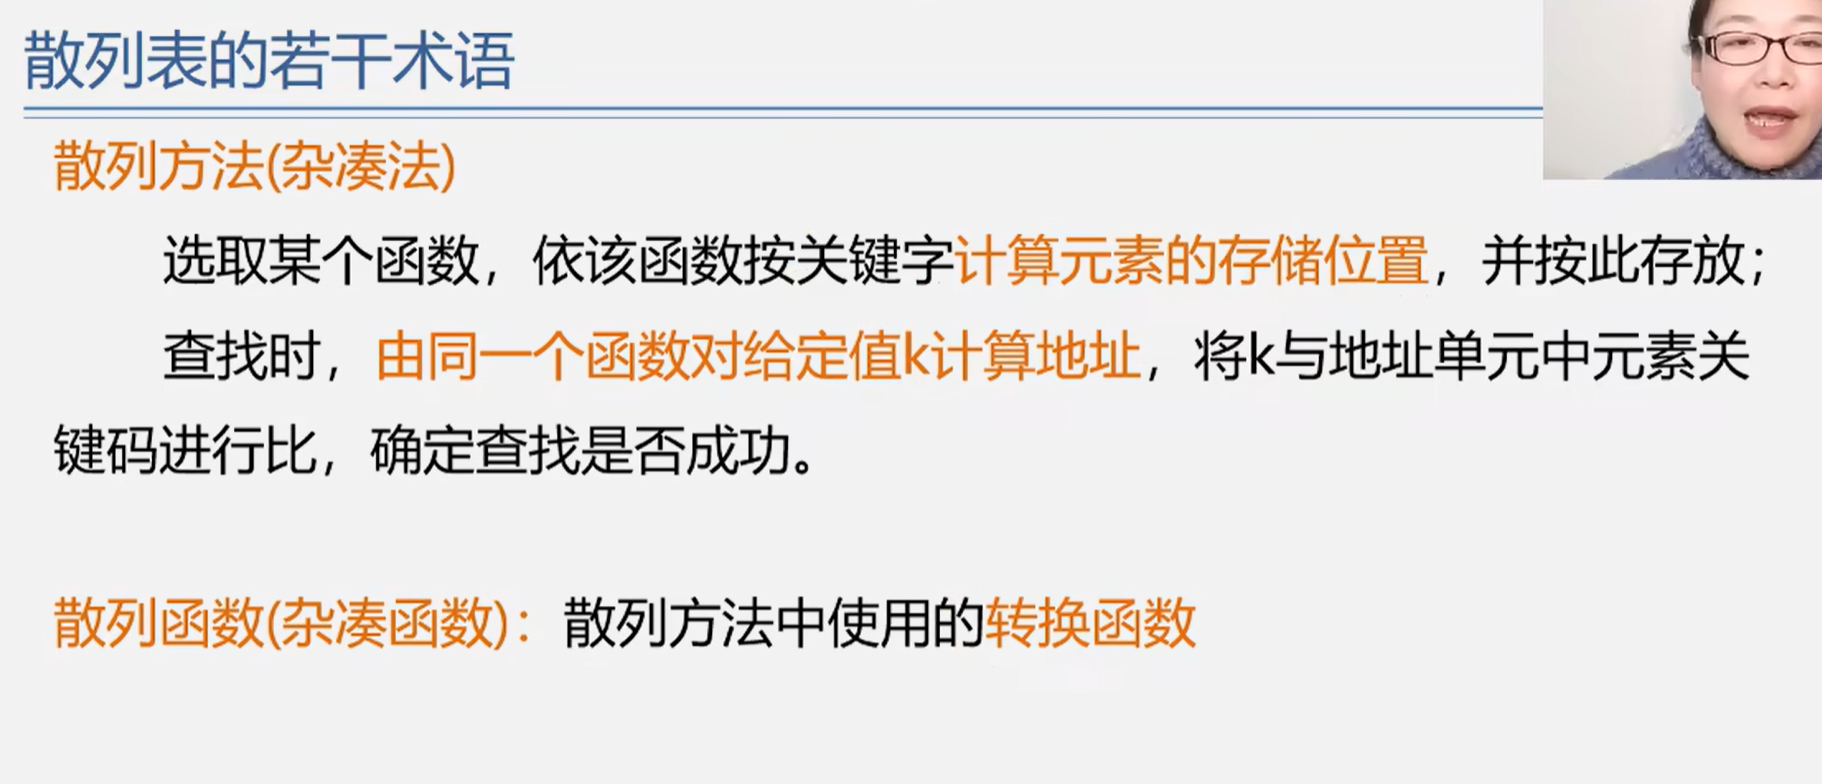 散列表的若干术语
散列方法(杂凑法)
选取某个函数，依该函数按关键字计算元素的存储位置，并按此存放；
查找时，由同一个函数对给定值k计算地址，将k与地址单元中元素关
键码进行比，确定查找是否成功。
散列函数(杂凑函数)：散列方法中使用的转换函数